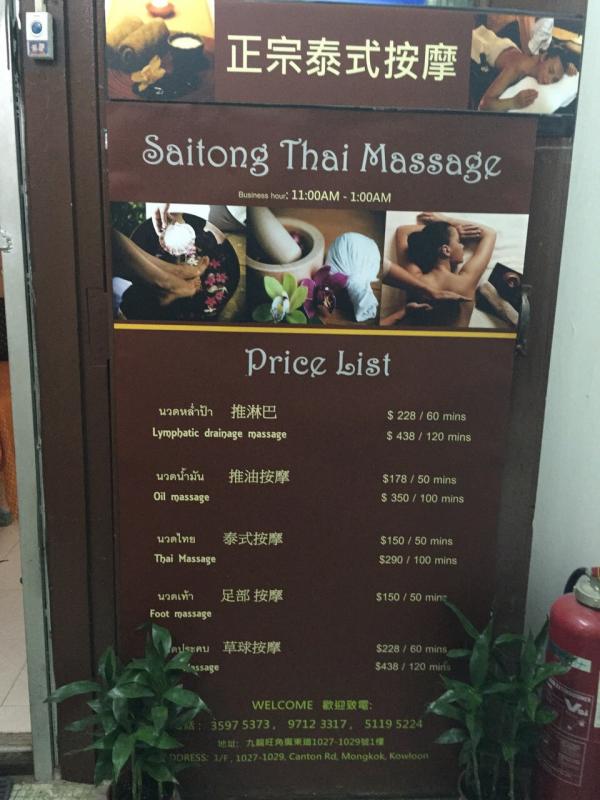 正宗泰式按摩
Saitong Thai Massage
Business hour: 11:00AM - 1:00AM
Price List
นวดหล่ำป้า 推淋巴 $ 228 / 60 mins
Lymphatic drainage massage $ 438 / 120 mins
นวดน้ำมัน 推油按摩 $178 / 50 mins
Oil massage $ 350 / 100 mins
นวดไทย 泰式按摩 $150 / 50 mins
Thai Massage $290 / 100 mins
นวดเท้า 足部 按摩 $150 / 50 mins
Foot massage
草球按摩 $228 / 60 mins
$438 / 120 mins
WELCOME 歡迎致電:
3597 5373 , 9712 3317 , 5119 5224
地址: 九龍旺角廣東道1027-1029號1樓
ADDRESS: 1/F , 1027-1029, Canton Rd, Mongkok, Kowloon